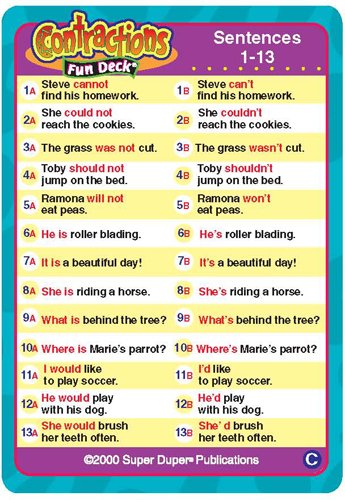 Contractions
Fun Deck®
Sentences
1-13
1A Steve cannot
find his homework.
1B Steve can't
find his homework.
2A She could not
reach the cookies.
2B She couldn't
reach the cookies.
3A The grass was not cut.
3B The grass wasn't cut.
4A Toby should not
jump on the bed.
4B Toby shouldn't
jump on the bed.
5A Ramona will not
eat peas.
5B Ramona won't
eat peas.
6A He is roller blading.
6B He's roller blading.
7A It is a beautiful day!
7B It's a beautiful day!
8A She is riding a horse.
8B She's riding a horse.
9A What is behind the tree?
9B What's behind the tree?
10A Where is Marie's parrot?
10B Where's Marie's parrot?
11A I would like
to play soccer.
11B I'd like
to play soccer.
12A He would play
with his dog.
12B He'd play
with his dog.
13A She would brush
her teeth often.
13B She' d brush
her teeth often.
©2000 Super Duper® Publications
C